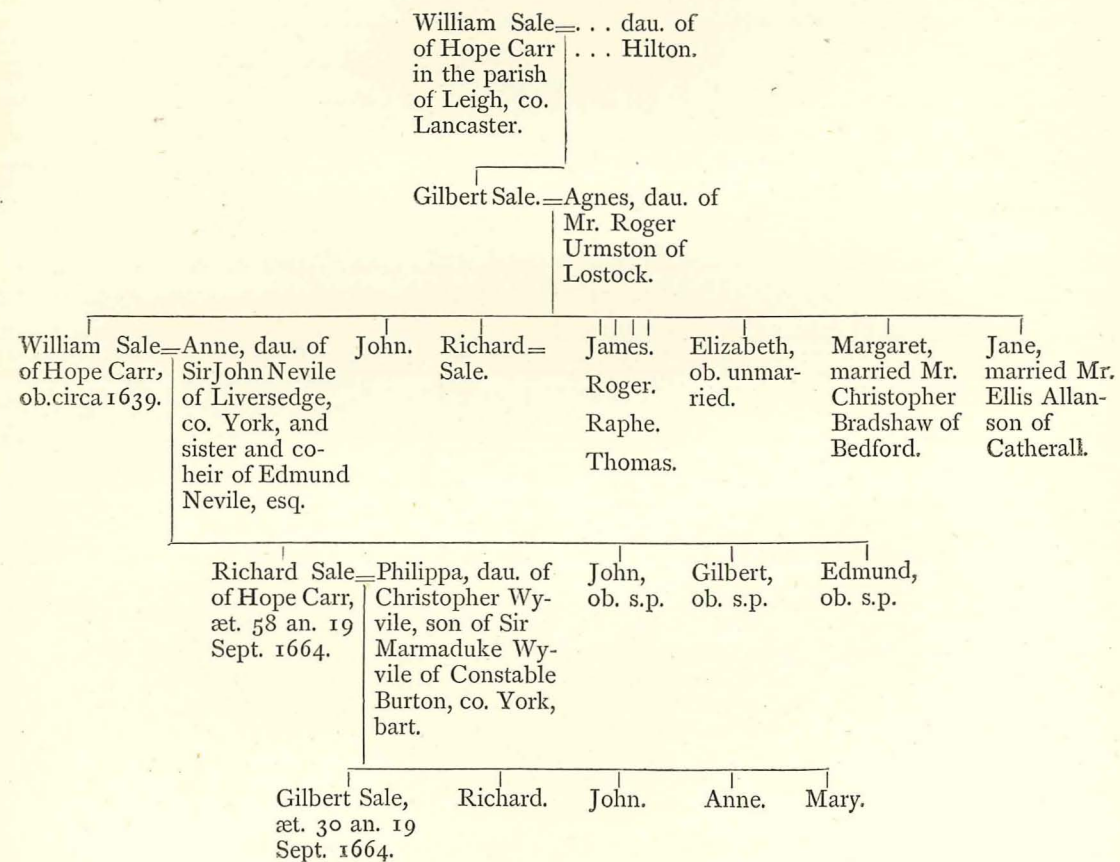 William Sale=. . . dau. of
of Hope Carr . . . Hilton.
in the parish
of Leigh, co.
Lancaster.
Gilbert Sale.=Agnes, dau. of
Mr. Roger
Urmston of
Lostock.
William Sale=Anne, dau. of
of Hope Carr, Sir John Nevile
ob. circa 1639. of Liversedge,
co. York, and
sister and co-
heir of Edmund
Nevile, esq.
John.
Richard=
Sale.
James.
Roger.
Raphe.
Thomas.
Elizabeth,
ob. unmar-
ried.
Margaret,
married Mr.
Christopher
Bradshaw of
Bedford.
Jane,
married Mr.
Ellis Allan-
son of
Catherall.
Richard Sale=Philippa, dau. of
of Hope Carr, Christopher Wy-
æt. 58 an. 19 vile, son of Sir
Sept. 1664. Marmaduke Wy-
vile of Constable
Burton, co. York,
bart.
John,
ob. s.p.
Gilbert,
ob. s.p.
Edmund,
ob. s.p.
Gilbert Sale,
æt. 30 an. 19
Sept. 1664.
Richard.
John.
Anne.
Mary.